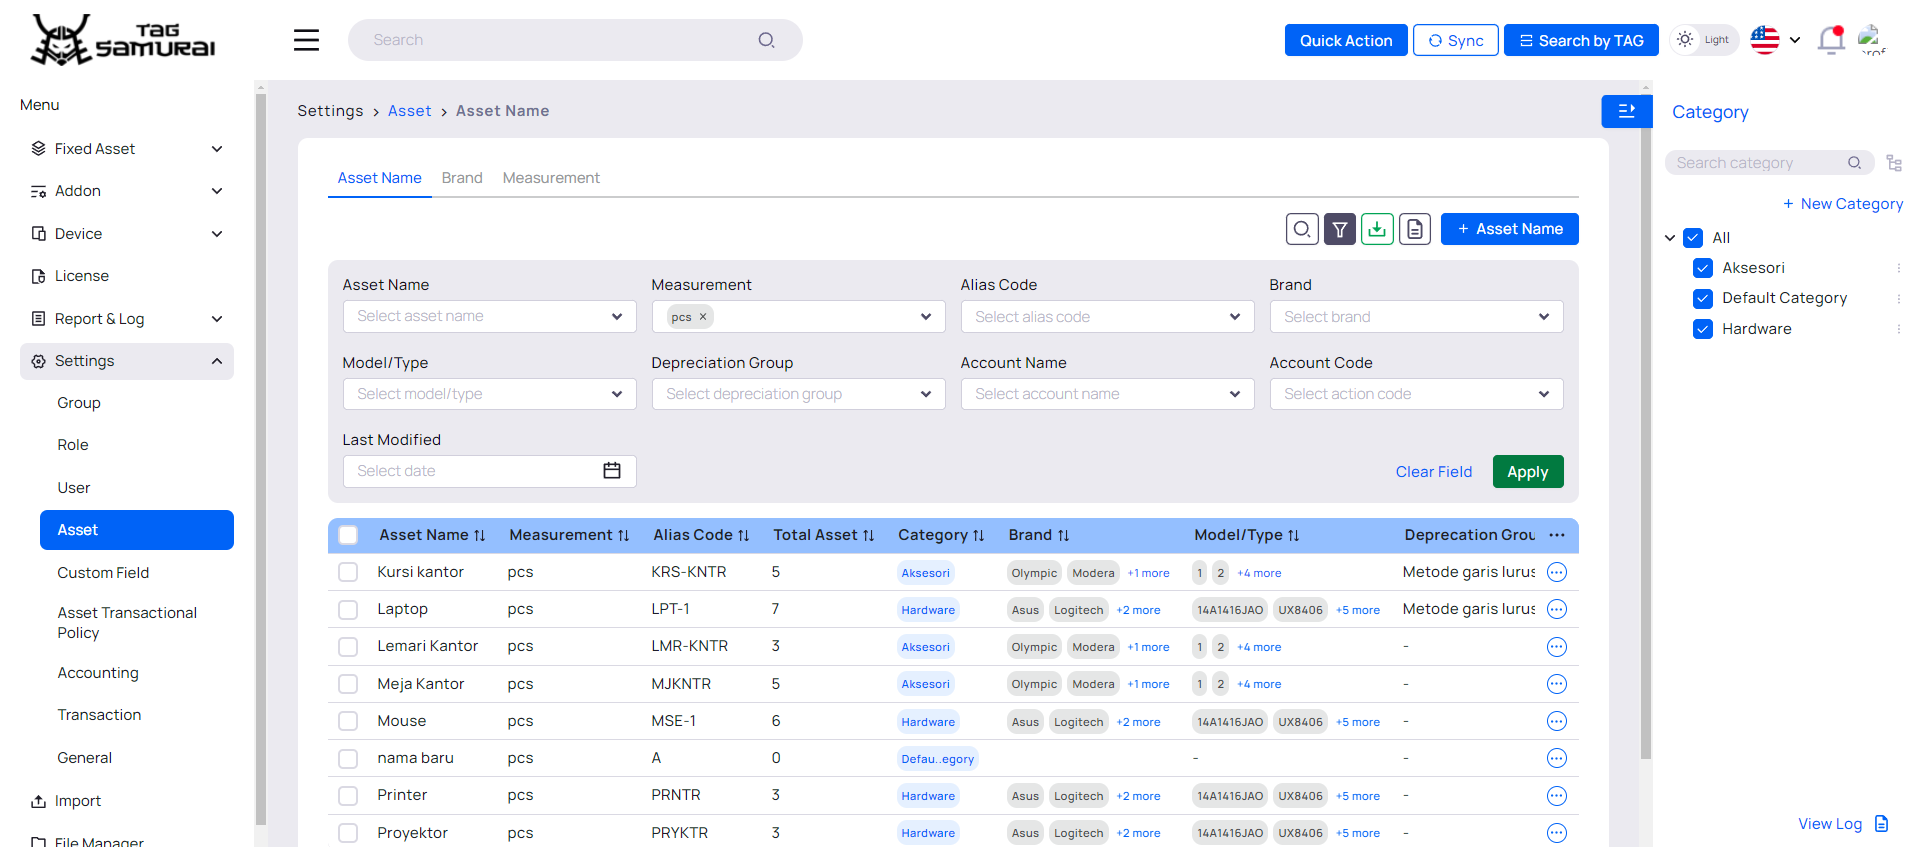 TAG SAMURAI
Search
Quick Action
Sync
Search by TAG
Light
prof
Menu
Fixed Asset
Addon
Device
License
Report & Log
Settings
Group
Role
User
Asset
Custom Field
Asset Transactional
Policy
Accounting
Transaction
General
Import
File Manager
Settings > Asset > Asset Name
Asset Name Brand Measurement
+ Asset Name
Asset Name Measurement Alias Code Brand
Select asset name pcs × Select alias code Select brand
Model/Type Depreciation Group Account Name Account Code
Select model/type Select depreciation group Select account name Select action code
Last Modified
Select date Clear Field Apply
Asset Name Measurement Alias Code Total Asset Category Brand Model/Type Deprecation Grou ...
Kursi kantor pcs KRS-KNTR 5 Aksesori Olympic Modera +1 more 1 2 +4 more Metode garis lurus
Laptop pcs LPT-1 7 Hardware Asus Logitech +2 more 14A1416JAO UX8406 +5 more Metode garis lurus
Lemari Kantor pcs LMR-KNTR 3 Aksesori Olympic Modera +1 more 1 2 +4 more -
Meja Kantor pcs MJKNTR 5 Aksesori Olympic Modera +1 more 1 2 +4 more -
Mouse pcs MSE-1 6 Hardware Asus Logitech +2 more 14A1416JAO UX8406 +5 more -
nama baru pcs A 0 Defau..egory - -
Printer pcs PRNTR 3 Hardware Asus Logitech +2 more 14A1416JAO UX8406 +5 more -
Proyektor pcs PRYKTR 3 Hardware Asus Logitech +2 more 14A1416JAO UX8406 +5 more -
Category
Search category
+ New Category
All
Aksesori
Default Category
Hardware
View Log